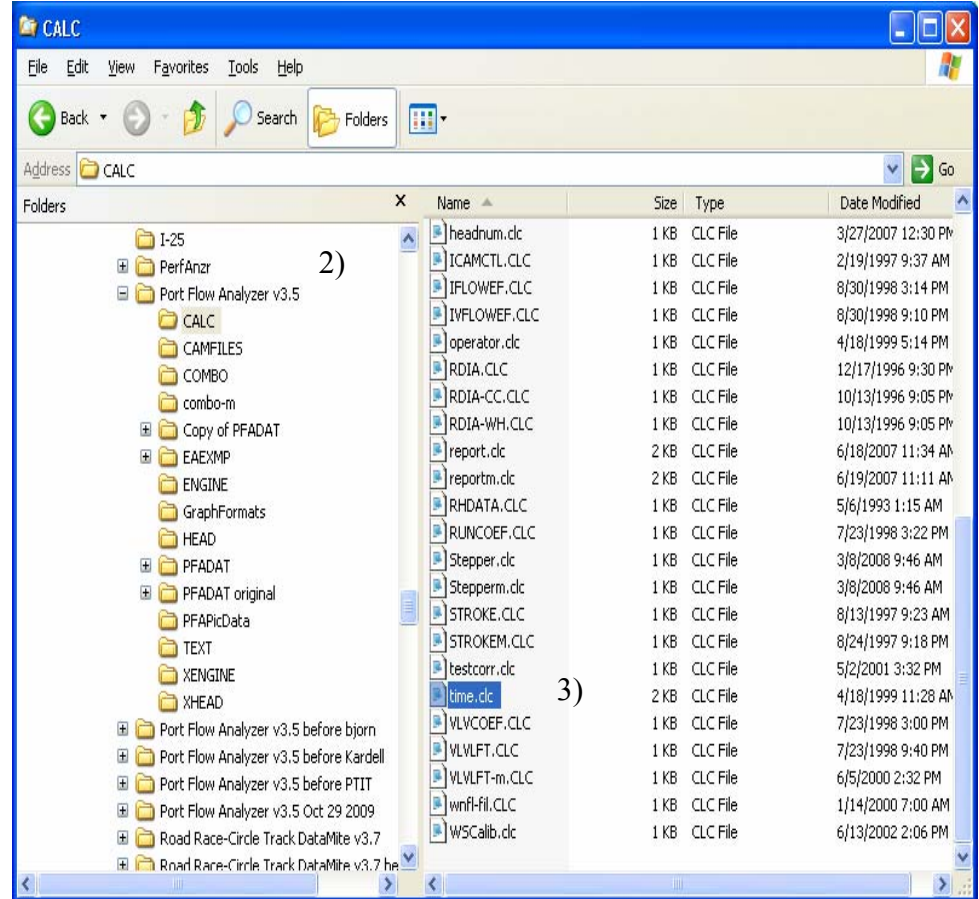 CALC
File Edit View Favorites Tools Help
Back Search Folders
Address CALC Go
Folders X
I-25
2)
PerfAnzr
Port Flow Analyzer v3.5
CALC
CAMFILES
COMBO
combo-m
Copy of PFADAT
EAEXMP
ENGINE
GraphFormats
HEAD
PFADAT
PFADAT original
PFAPicData
TEXT
XENGINE
XHEAD
Port Flow Analyzer v3.5 before bjorn
Port Flow Analyzer v3.5 before Kardell
Port Flow Analyzer v3.5 before PTIT
Port Flow Analyzer v3.5 Oct 29 2009
Road Race-Circle Track DataMite v3.7
Road Race-Circle Track DataMite v3.7 be
Name Size Type Date Modified
headnum.clc 1 KB CLC File 3/27/2007 12:30 PM
ICAMCTL.CLC 1 KB CLC File 2/19/1997 9:37 AM
IFLOWEF.CLC 1 KB CLC File 8/30/1998 3:14 PM
IVFLOWEF.CLC 1 KB CLC File 8/30/1998 9:10 PM
operator.clc 1 KB CLC File 4/18/1999 5:14 PM
RDIA.CLC 1 KB CLC File 12/17/1996 9:30 PM
RDIA-CC.CLC 1 KB CLC File 10/13/1996 9:05 PM
RDIA-WH.CLC 1 KB CLC File 10/13/1996 9:05 PM
report.clc 2 KB CLC File 6/18/2007 11:34 AM
reportm.clc 2 KB CLC File 6/19/2007 11:11 AM
RHDATA.CLC 1 KB CLC File 5/6/1993 1:15 AM
RUNCOEF.CLC 1 KB CLC File 7/23/1998 3:22 PM
Stepper.clc 1 KB CLC File 3/8/2008 9:46 AM
Stepperm.clc 1 KB CLC File 3/8/2008 9:46 AM
STROKE.CLC 1 KB CLC File 8/13/1997 9:23 AM
STROKEM.CLC 1 KB CLC File 8/24/1997 9:18 PM
testcorr.clc 1 KB CLC File 5/2/2001 3:32 PM
time.clc 3) 2 KB CLC File 4/18/1999 11:28 AM
VLVCOEF.CLC 1 KB CLC File 7/23/1998 3:00 PM
VLVLFT.CLC 1 KB CLC File 7/23/1998 9:40 PM
VLVLFT-m.CLC 1 KB CLC File 6/5/2000 2:32 PM
wnfl-fil.CLC 1 KB CLC File 1/14/2000 7:00 AM
WSCalib.clc 1 KB CLC File 6/13/2002 2:06 PM